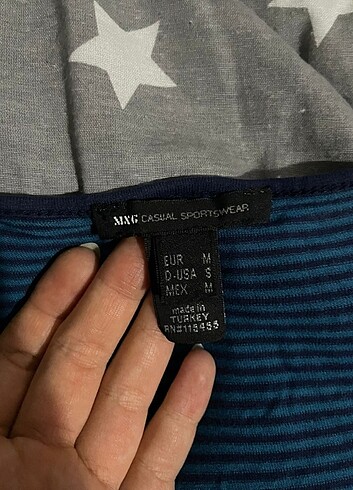 MNG CASUAL SPORTSWEAR
EUR M
D-USA S
MEX M
made in
TURKEY
RN#118455